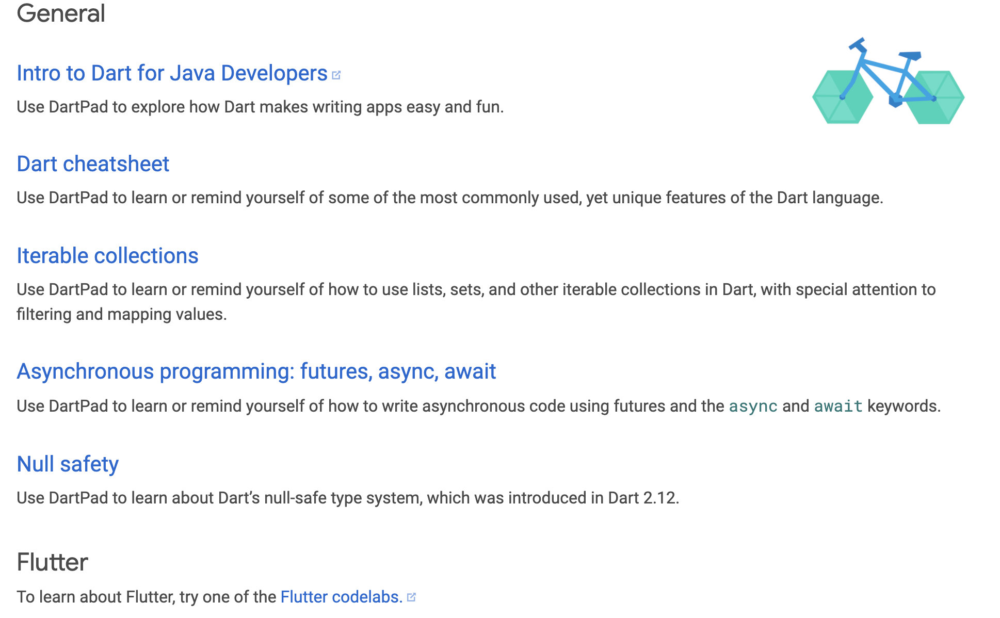 General
Intro to Dart for Java Developers
Use DartPad to explore how Dart makes writing apps easy and fun.
Dart cheatsheet
Use DartPad to learn or remind yourself of some of the most commonly used, yet unique features of the Dart language.
Iterable collections
Use DartPad to learn or remind yourself of how to use lists, sets, and other iterable collections in Dart, with special attention to
filtering and mapping values.
Asynchronous programming: futures, async, await
Use DartPad to learn or remind yourself of how to write asynchronous code using futures and the async and await keywords.
Null safety
Use DartPad to learn about Dart’s null-safe type system, which was introduced in Dart 2.12.
Flutter
To learn about Flutter, try one of the Flutter codelabs.